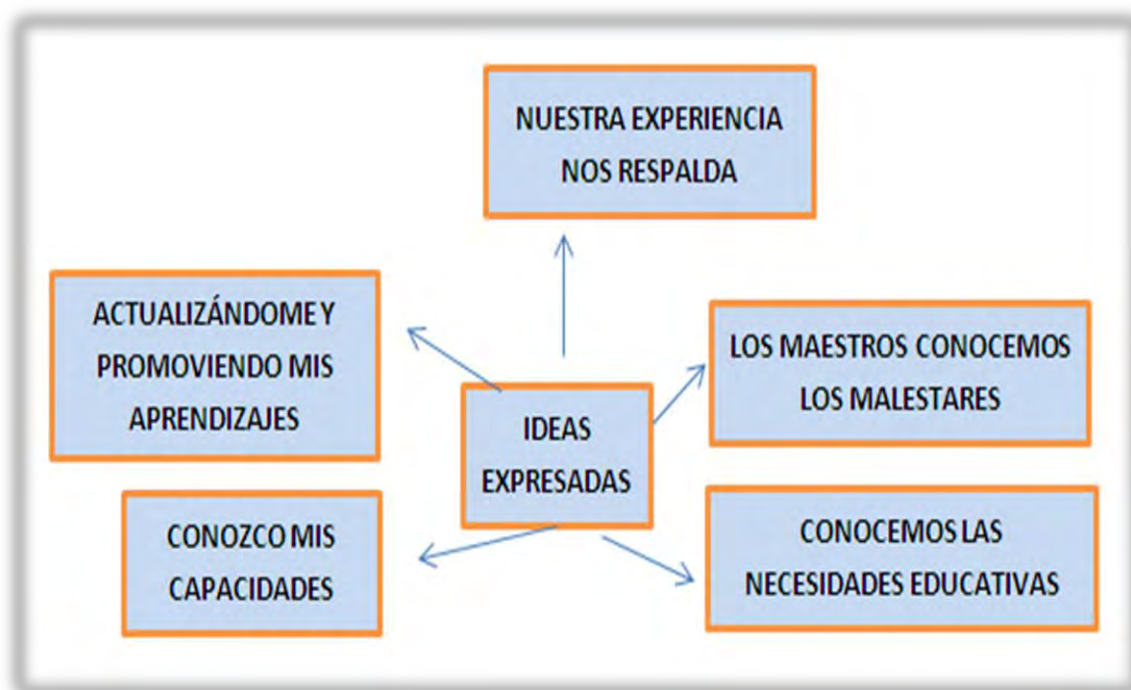 NUESTRA EXPERIENCIA
NOS RESPALDA
ACTUALIZÁNDOME Y
PROMOVIENDO MIS
APRENDIZAJES
LOS MAESTROS CONOCEMOS
LOS MALESTARES
IDEAS
EXPRESADAS
CONOZCO MIS
CAPACIDADES
CONOCEMOS LAS
NECESIDADES EDUCATIVAS